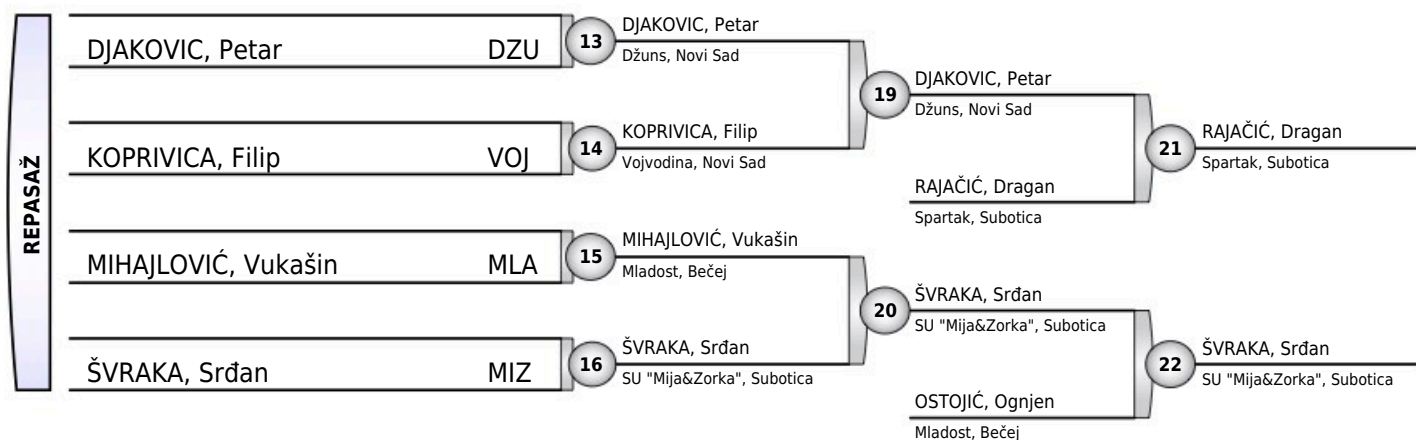 REPASAŽ
DJAKOVIC, Petar DZU
KOPRIVICA, Filip VOJ
MIHAJLOVIĆ, Vukašin MLA
ŠVRAKA, Srđan MIZ
13
DJAKOVIC, Petar
Džuns, Novi Sad
14
KOPRIVICA, Filip
Vojvodina, Novi Sad
15
MIHAJLOVIĆ, Vukašin
Mladost, Bečej
16
ŠVRAKA, Srđan
SU "Mija&Zorka", Subotica
19
DJAKOVIC, Petar
Džuns, Novi Sad
RAJAČIĆ, Dragan
Spartak, Subotica
20
ŠVRAKA, Srđan
SU "Mija&Zorka", Subotica
OSTOJIĆ, Ognjen
Mladost, Bečej
21
RAJAČIĆ, Dragan
Spartak, Subotica
22
ŠVRAKA, Srđan
SU "Mija&Zorka", Subotica